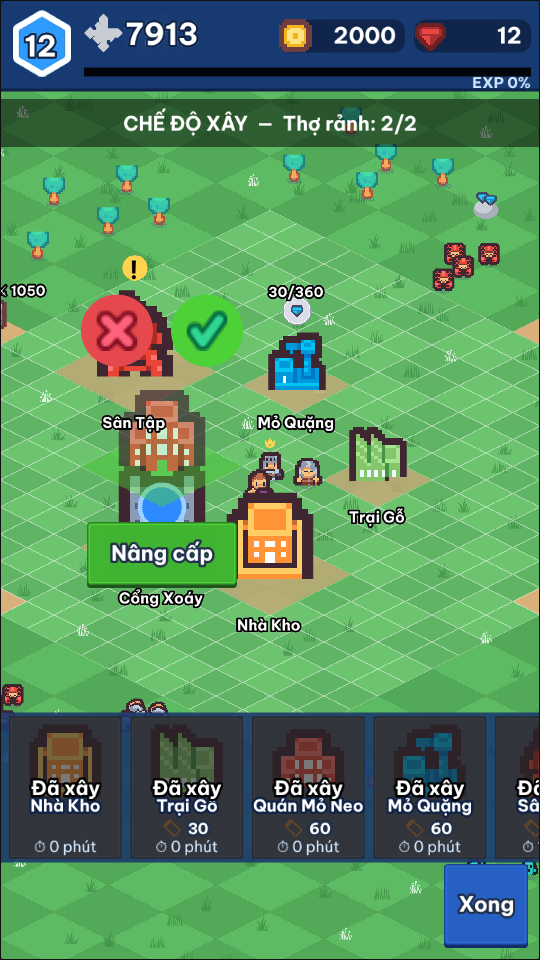 12
7913
2000
12
EXP 0%
CHẾ ĐỘ XÂY — Thợ rảnh: 2/2
!
1050
30/360
Sân Tập
Mỏ Quặng
Trại Gỗ
Nâng cấp
Cổng Xoáy
Nhà Kho
Đã xây
Nhà Kho
0 phút
Đã xây
Trại Gỗ
30
0 phút
Đã xây
Quán Mỏ Neo
60
0 phút
Đã xây
Mỏ Quặng
60
0 phút
Xong